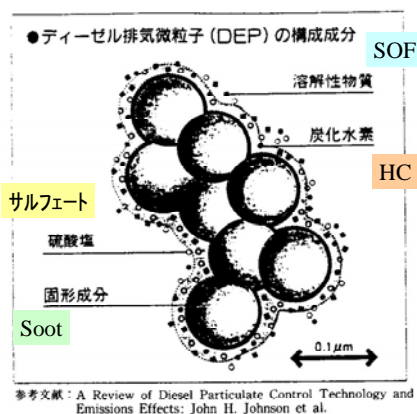 ●ディーゼル排気微粒子(DEP)の構成成分
SOF
溶解性物質
炭化水素
HC
サルフェート
硫酸塩
固形成分
Soot
0.1μm
参考文献：A Review of Diesel Particulate Control Technology and
Emissions Effects: John H. Johnson et al.